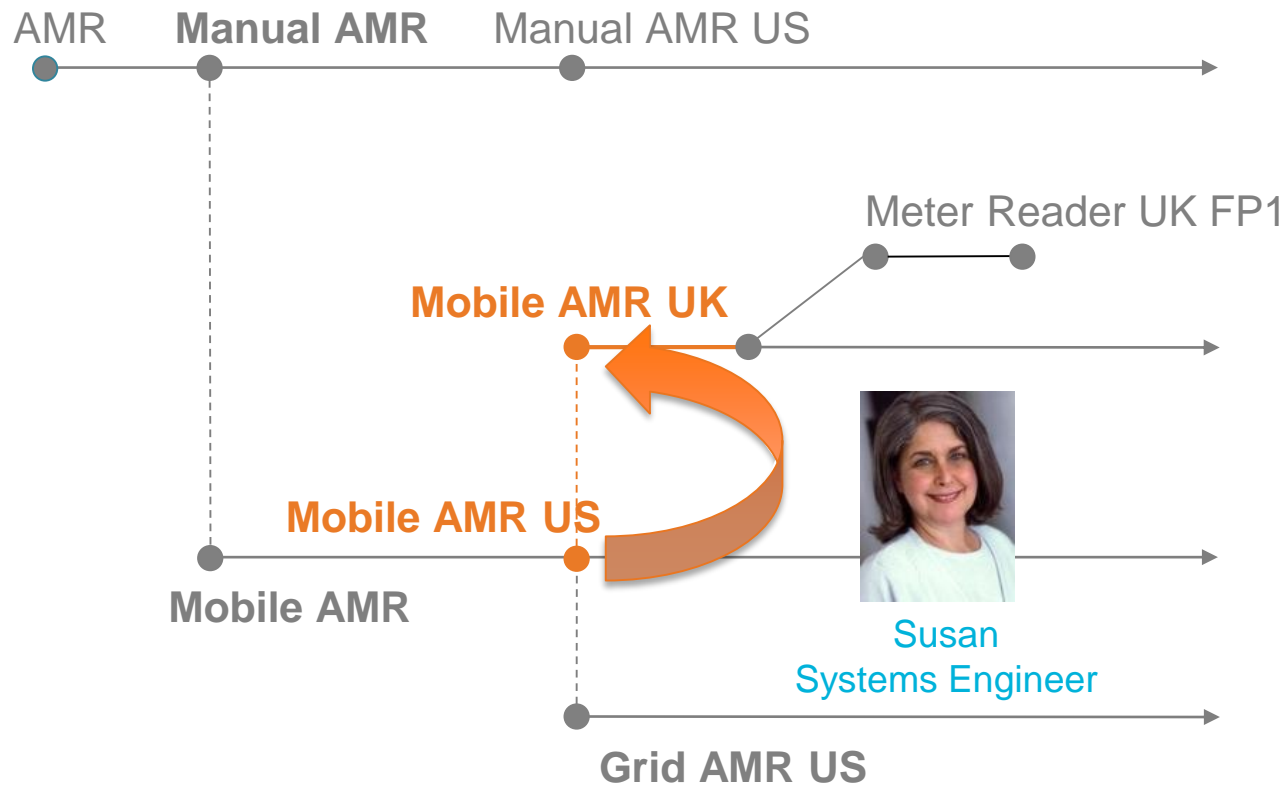 AMR
Manual AMR
Manual AMR US
Meter Reader UK FP1
Mobile AMR UK
Mobile AMR US
Mobile AMR
Susan
Systems Engineer
Grid AMR US